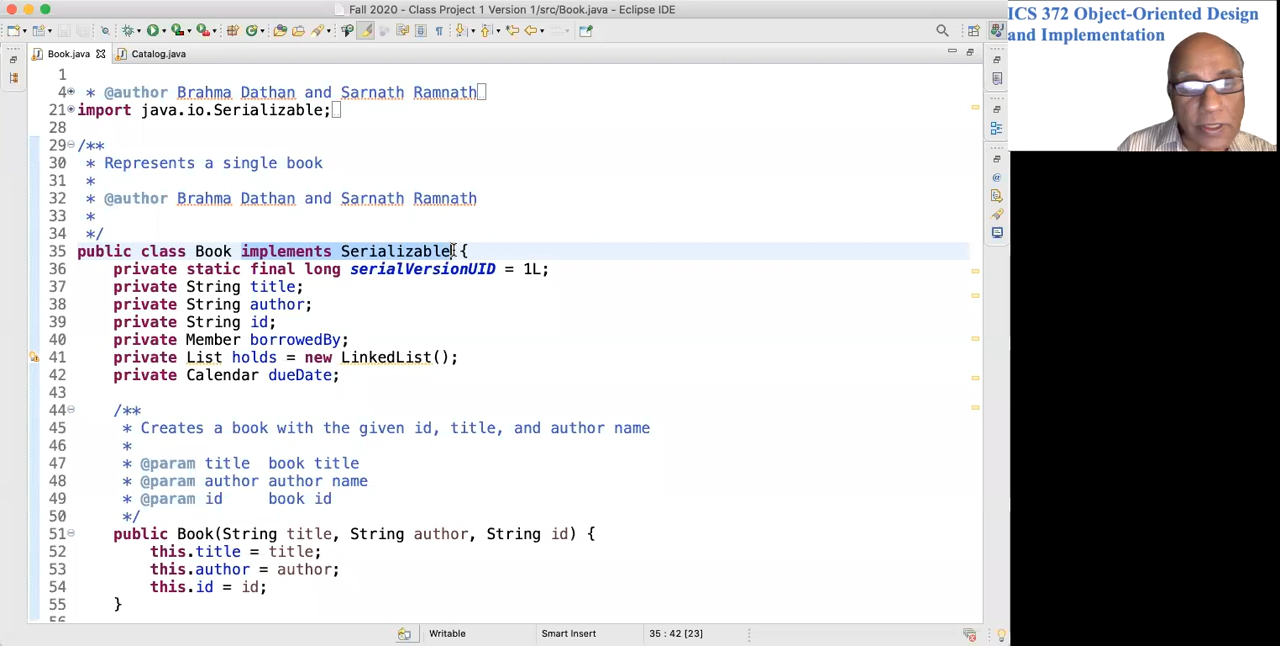 Fall 2020 - Class Project 1 Version 1/src/Book.java - Eclipse IDE
ICS 372 Object-Oriented Design
and Implementation
Book.java
Catalog.java
1
4 * @author Brahma Dathan and Sarnath Ramnath
21 import java.io.Serializable;
28
29 /**
30 * Represents a single book
31 *
32 * @author Brahma Dathan and Sarnath Ramnath
33 *
34 */
35 public class Book implements Serializable {
36 private static final long serialVersionUID = 1L;
37 private String title;
38 private String author;
39 private String id;
40 private Member borrowedBy;
41 private List holds = new LinkedList();
42 private Calendar dueDate;
43
44 /**
45 * Creates a book with the given id, title, and author name
46 *
47 * @param title  book title
48 * @param author author name
49 * @param id     book id
50 */
51 public Book(String title, String author, String id) {
52 this.title = title;
53 this.author = author;
54 this.id = id;
55 }
56
Writable
Smart Insert
35 : 42 [23]